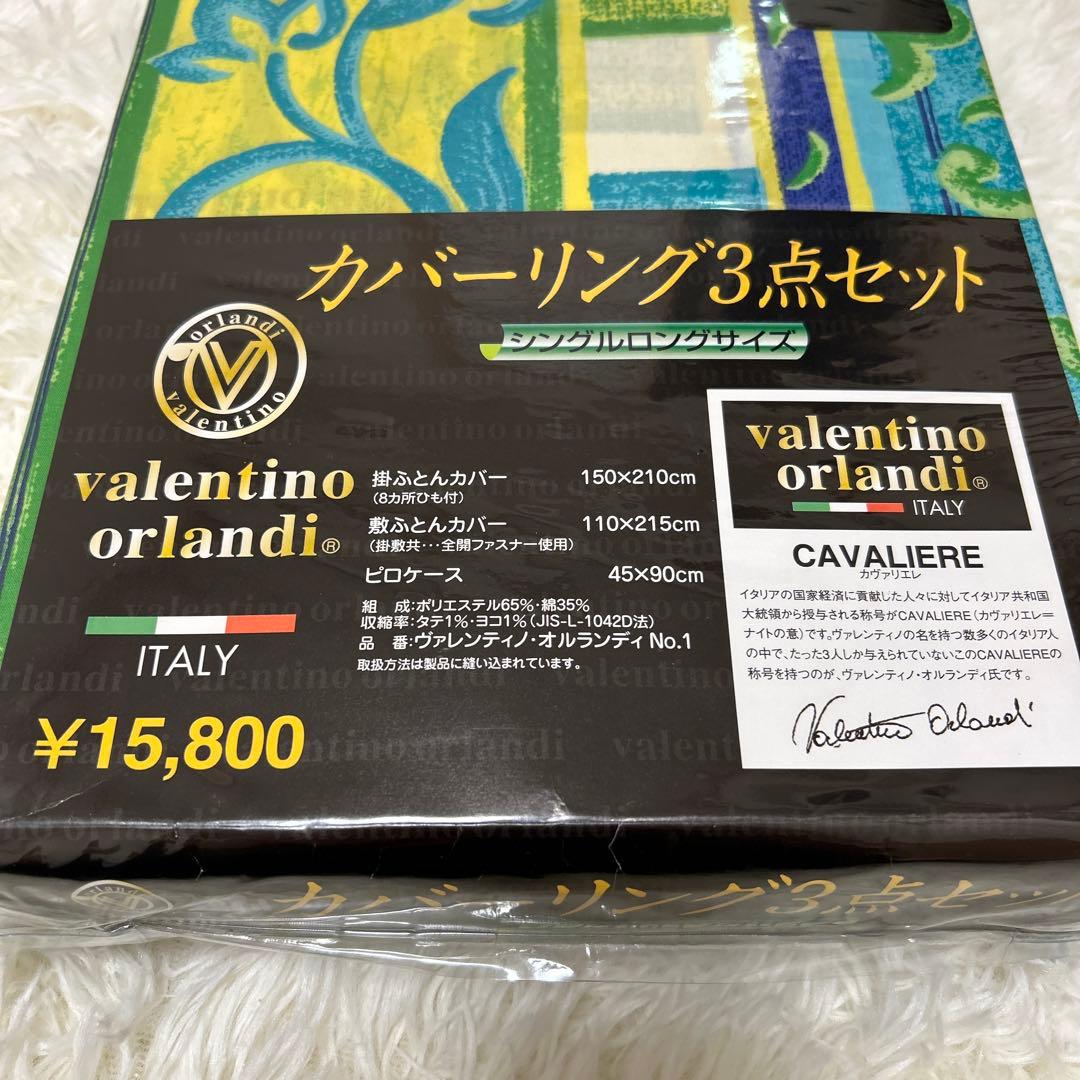 カバーリング3点セット
シングルロングサイズ
orlandi
valentino
valentino
orlandi®
ITALY
¥15,800
掛ふとんカバー 150×210cm
(8カ所ひも付)
敷ふとんカバー 110×215cm
(掛敷共…全開ファスナー使用)
ピロケース 45×90cm
組　成:ポリエステル65%・綿35%
収縮率:タテ1%・ヨコ1%(JIS-L-1042D法)
品　番:ヴァレンティノ・オルランディ No.1
取扱方法は製品に縫い込まれています。
valentino
orlandi®
ITALY
CAVALIERE
カヴァリエレ
イタリアの国家経済に貢献した人々に対してイタリア共和国
大統領から授与される称号がCAVALIERE(カヴァリエレ=
ナイトの意)です。ヴァレンティノの名を持つ数多くのイタリア人
の中で、たった3人しか与えられていないこのCAVALIEREの
称号を持つのが、ヴァレンティノ・オルランディ氏です。
Valentino Orlandi
orlandi
カバーリング3点セット